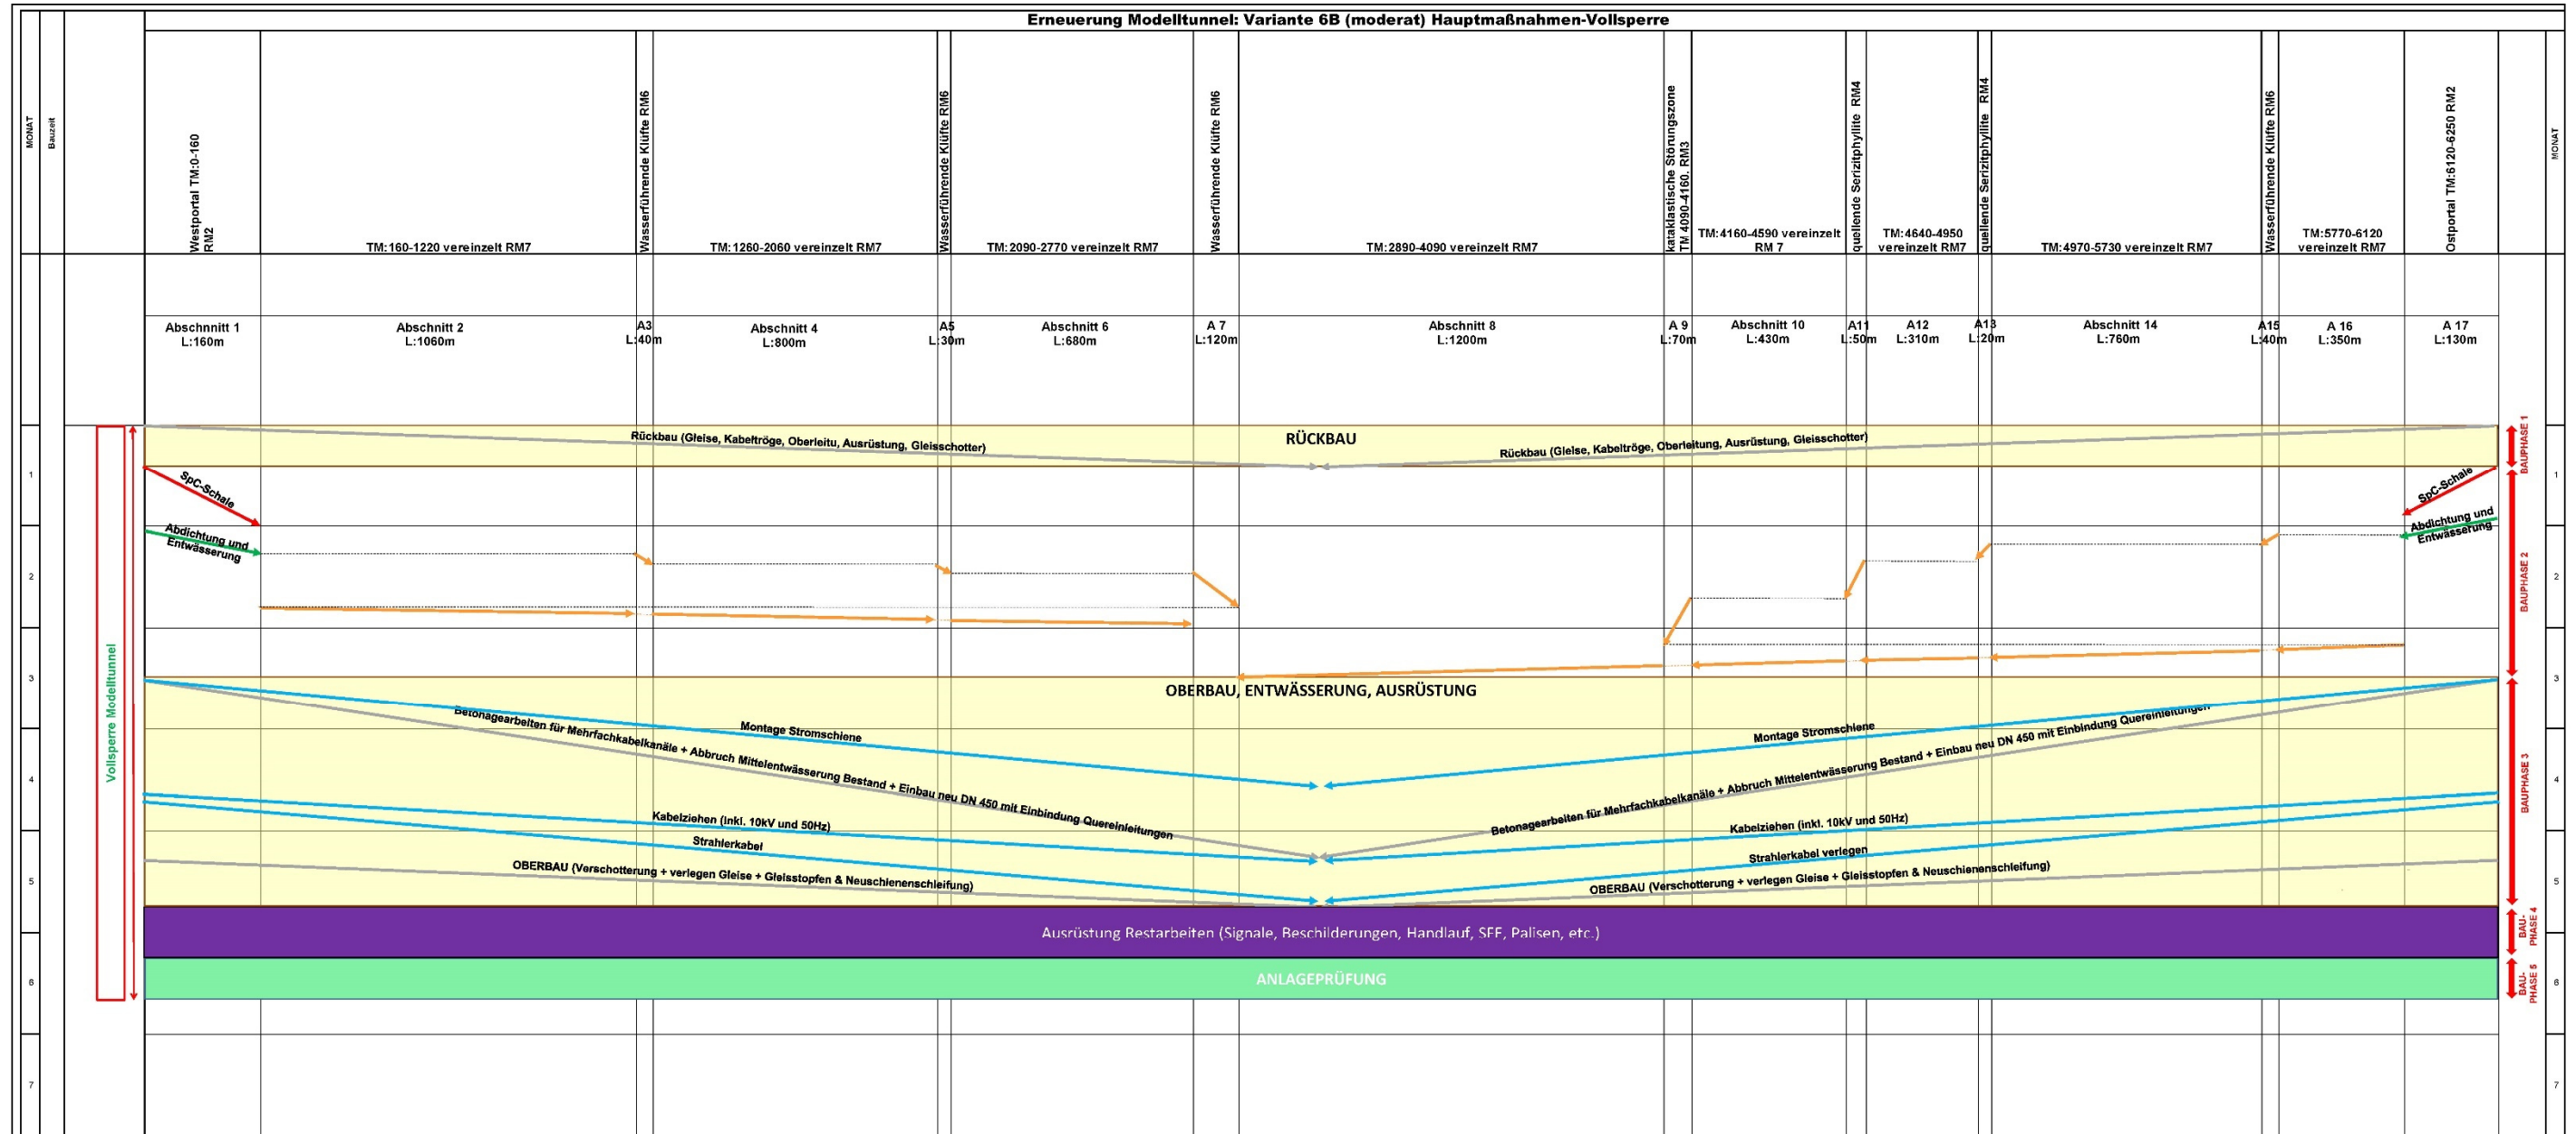 Erneuerung Modelltunnel: Variante 6B (moderat) Hauptmaßnahmen-Vollsperre
MONAT
Bauzeit
Westportal TM:0-160
RM2
TM:160-1220 vereinzelt RM7
Wasserführende Klüfte RM6
TM:1260-2060 vereinzelt RM7
Wasserführende Klüfte RM6
TM:2090-2770 vereinzelt RM7
Wasserführende Klüfte RM6
TM:2890-4090 vereinzelt RM7
kataklastische Störungszone
TM 4090-4160. RM3
TM:4160-4590 vereinzelt
RM 7
quellende Serizitphyllite RM4
TM:4640-4950
vereinzelt RM7
quellende Serizitphyllite RM4
TM:4970-5730 vereinzelt RM7
Wasserführende Klüfte RM6
TM:5770-6120
vereinzelt RM7
Ostportal TM:6120-6250 RM2
MONAT
Abschnnitt 1
L:160m
Abschnitt 2
L:1060m
A3
L:40m
Abschnitt 4
L:800m
A5
L:30m
Abschnitt 6
L:680m
A 7
L:120m
Abschnitt 8
L:1200m
A 9
L:70m
Abschnitt 10
L:430m
A11
L:50m
A12
L:310m
A13
L:20m
Abschnitt 14
L:760m
A15
L:40m
A 16
L:350m
A 17
L:130m
Vollsperre Modelltunnel
RÜCKBAU
Rückbau (Gleise, Kabeltröge, Oberleitu, Ausrüstung, Gleisschotter)
Rückbau (Gleise, Kabeltröge, Oberleitung, Ausrüstung, Gleisschotter)
BAUPHASE 1
1
SpC-Schale
SpC-Schale
1
Abdichtung und
Entwässerung
Abdichtung und
Entwässerung
2
BAUPHASE 2
2
3
OBERBAU, ENTWÄSSERUNG, AUSRÜSTUNG
3
Montage Stromschiene
Montage Stromschiene
Betonagearbeiten für Mehrfachkabelkanäle + Abbruch Mittelentwässerung Bestand + Einbau neu DN 450 mit Einbindung Quereinleitungen
Betonagearbeiten für Mehrfachkabelkanäle + Abbruch Mittelentwässerung Bestand + Einbau neu DN 450 mit Einbindung Quereinleitungen
4
BAUPHASE 3
4
Kabelziehen (inkl. 10kV und 50Hz)
Kabelziehen (inkl. 10kV und 50Hz)
Strahlerkabel
Strahlerkabel verlegen
OBERBAU (Verschotterung + verlegen Gleise + Gleisstopfen & Neuschienenschleifung)
OBERBAU (Verschotterung + verlegen Gleise + Gleisstopfen & Neuschienenschleifung)
5
5
Ausrüstung Restarbeiten (Signale, Beschilderungen, Handlauf, SFE, Palisen, etc.)
BAU-
PHASE 4
6
ANLAGEPRÜFUNG
BAU-
PHASE 5
6
7
7